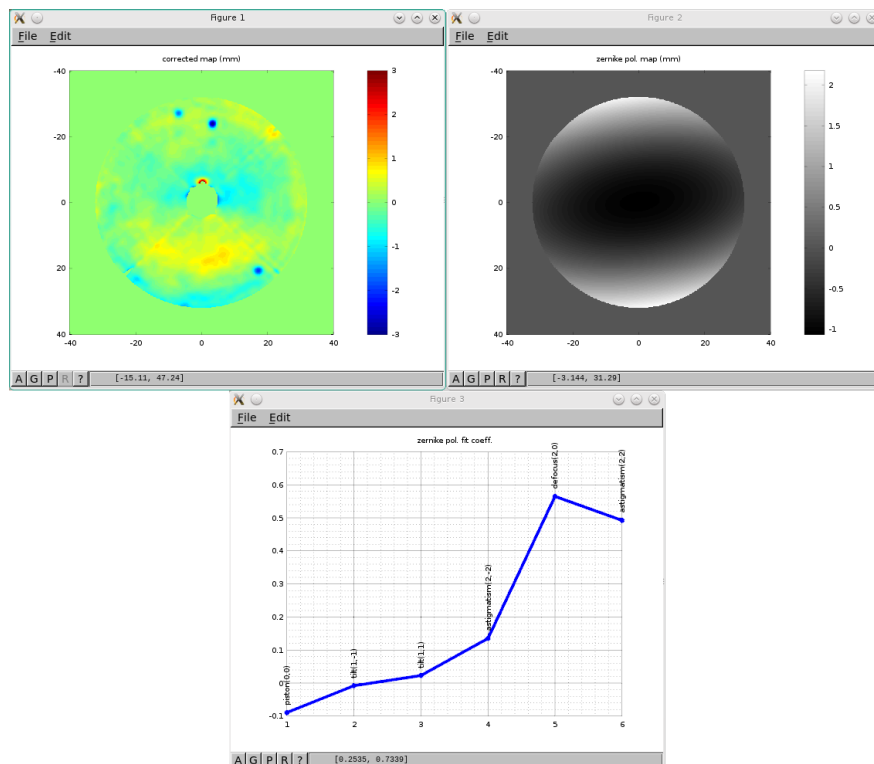 Figure 1
File Edit
corrected map (mm)
-40
-20
0
20
40
-40 -20 0 20 40
3
2
1
0
-1
-2
-3
A G P R ? [-15.11, 47.24]
Figure 2
File Edit
zernike pol. map (mm)
-40
-20
0
20
40
-40 -20 0 20 40
2
1.5
1
0.5
0
-0.5
-1
A G P R ? [-3.144, 31.29]
Figure 3
File Edit
zernike pol. fit coeff.
0.7
0.6
0.5
0.4
0.3
0.2
0.1
0
-0.1
piston(0,0)
tilt(1,-1)
tilt(1,1)
astigmatism(2,-2)
defocus(2,0)
astigmatism(2,2)
1 2 3 4 5 6
A G P R ? [0.2535, 0.7339]